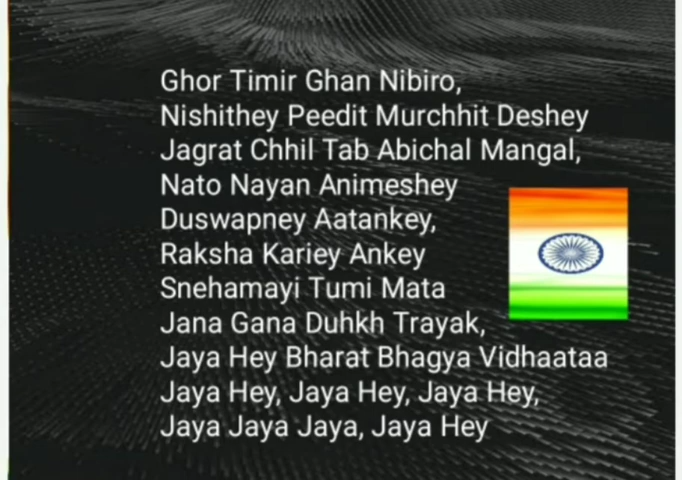 Ghor Timir Ghan Nibiro,
Nishithey Peedit Murchhit Deshey
Jagrat Chhil Tab Abichal Mangal,
Nato Nayan Animeshey
Duswapney Aatankey,
Raksha Kariey Ankey
Snehamayi Tumi Mata
Jana Gana Duhkh Trayak,
Jaya Hey Bharat Bhagya Vidhaataa
Jaya Hey, Jaya Hey, Jaya Hey,
Jaya Jaya Jaya, Jaya Hey